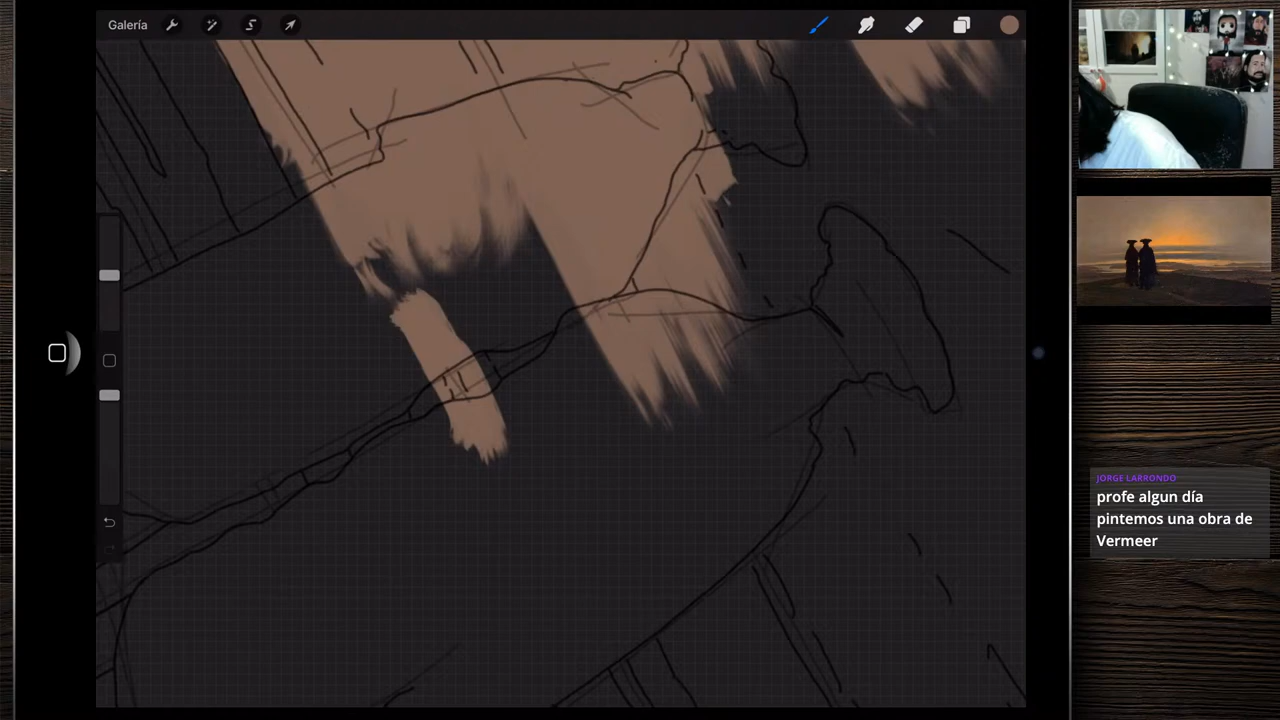 Galería
JORGE LARRONDO
profe algun día
pintemos una obra de
Vermeer